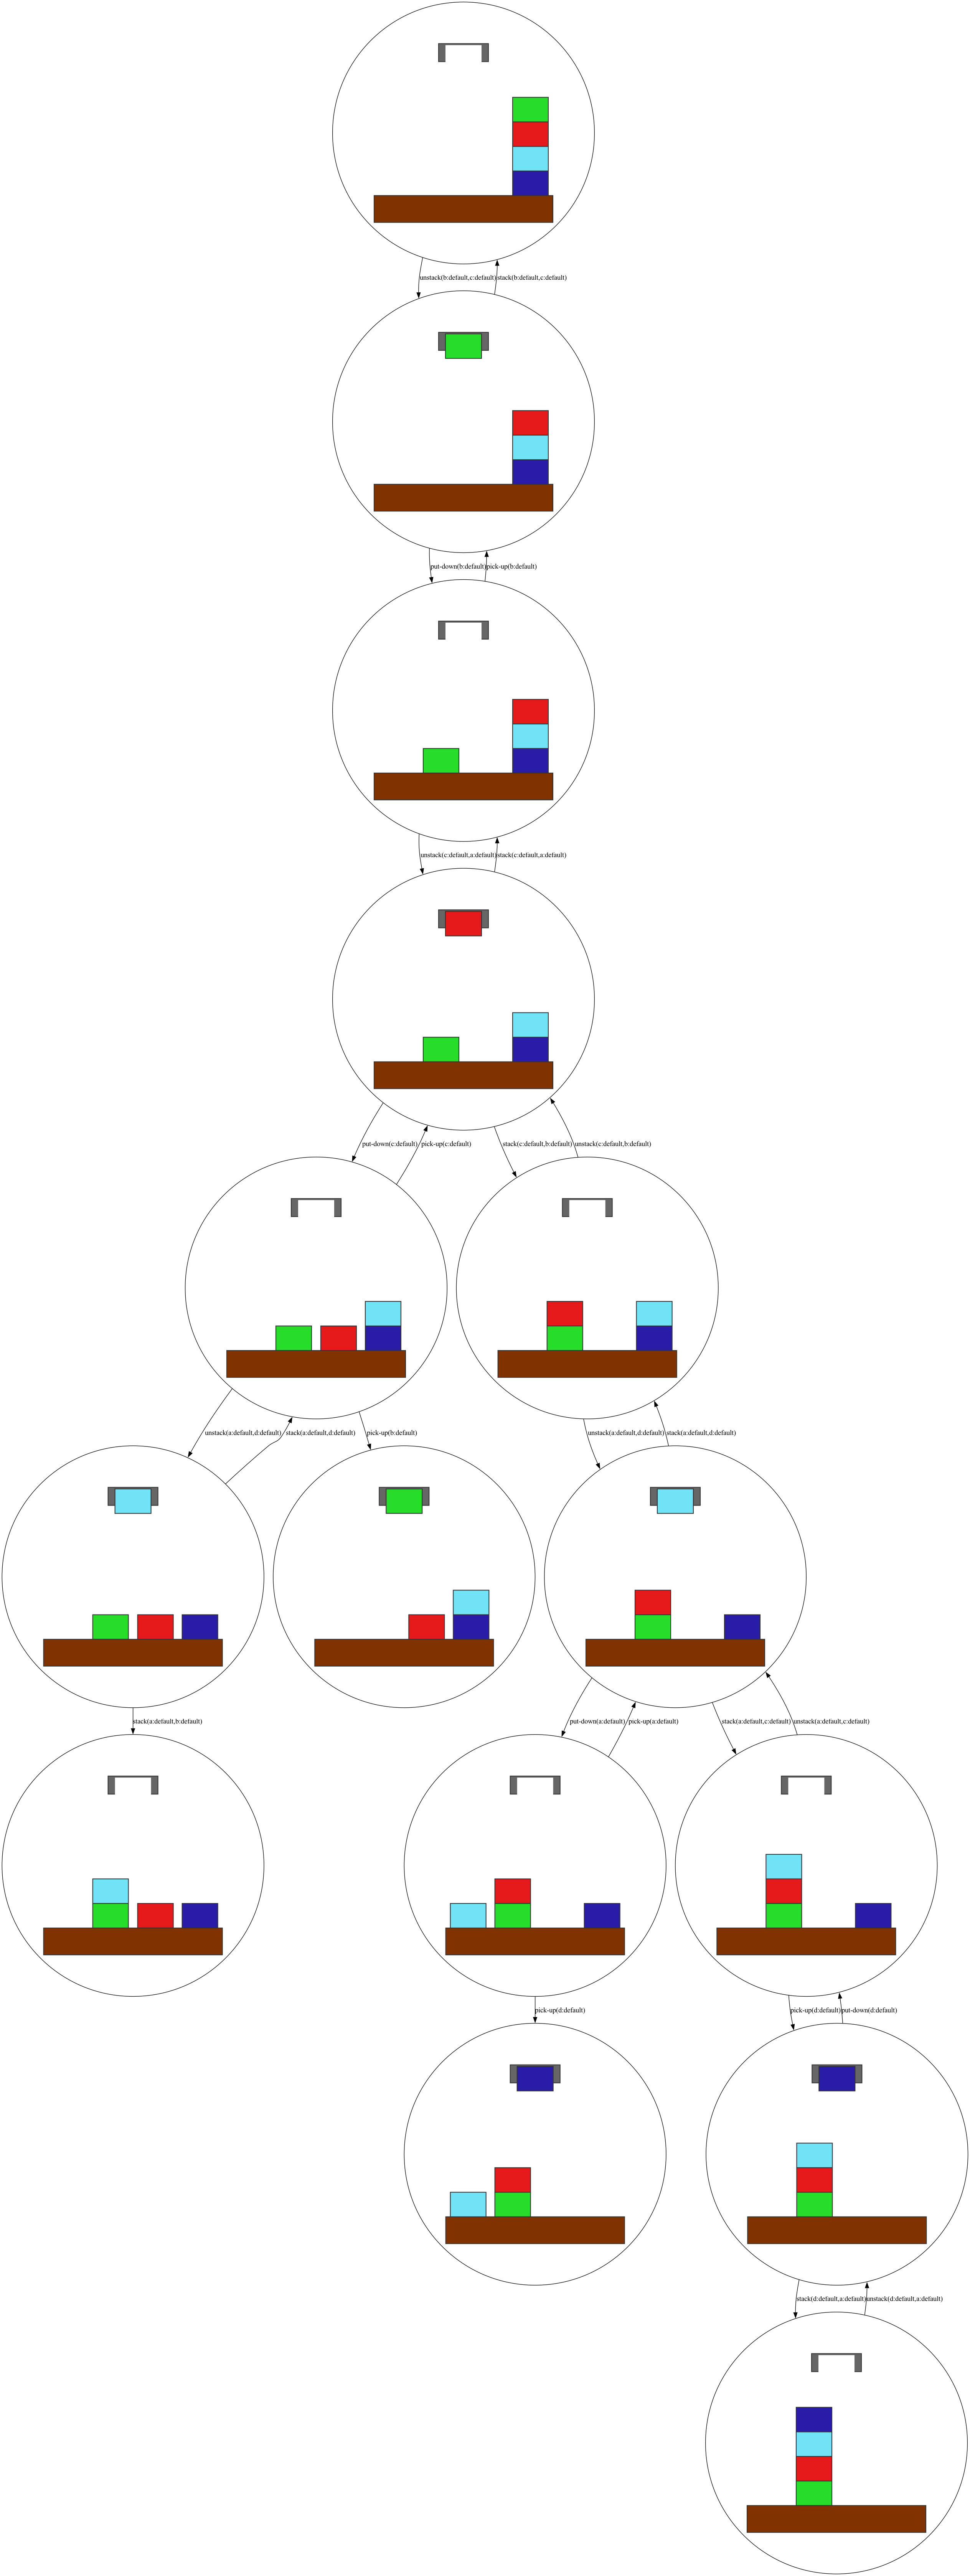 unstack(b:default,c:default)
stack(b:default,c:default)
put-down(b:default)
pick-up(b:default)
unstack(c:default,a:default)
stack(c:default,a:default)
put-down(c:default)
pick-up(c:default)
stack(c:default,b:default)
unstack(c:default,b:default)
unstack(a:default,d:default)
stack(a:default,d:default)
pick-up(b:default)
unstack(a:default,d:default)
stack(a:default,d:default)
stack(a:default,b:default)
put-down(a:default)
pick-up(a:default)
stack(a:default,c:default)
unstack(a:default,c:default)
pick-up(d:default)
pick-up(d:default)
put-down(d:default)
stack(d:default,a:default)
unstack(d:default,a:default)